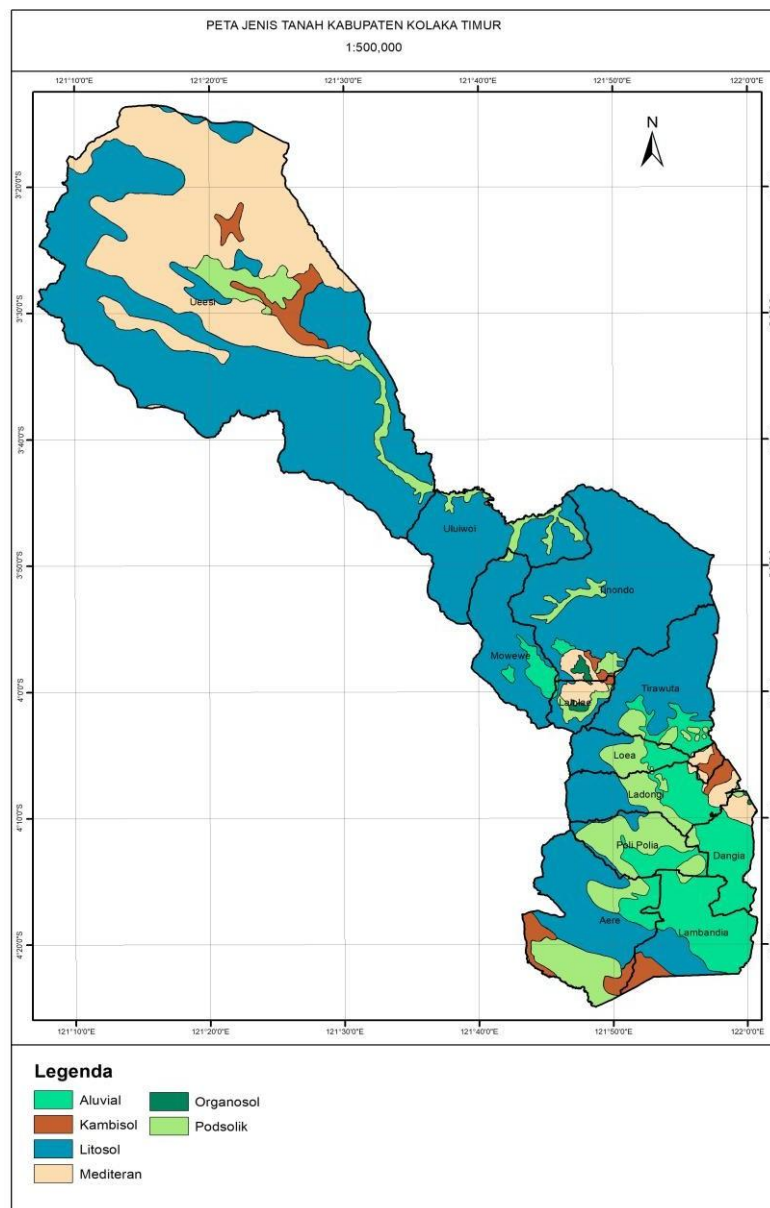 PETA JENIS TANAH KABUPATEN KOLAKA TIMUR
1:500,000
121°10'0"E 121°20'0"E 121°30'0"E 121°40'0"E 121°50'0"E 122°0'0"E
N
3°20'0"S
Ueesi
3°30'0"S
3°40'0"S
Uluiwoi
3°50'0"S
Tinondo
Mowewe
4°0'0"S
Tirawuta
Lalolae
Loea
Ladongi
4°10'0"S
Poli Polia
Dangia
Aere
Lambandia
4°20'0"S
121°10'0"E 121°20'0"E 121°30'0"E 121°40'0"E 121°50'0"E 122°0'0"E
Legenda
Aluvial
Kambisol
Litosol
Mediteran
Organosol
Podsolik